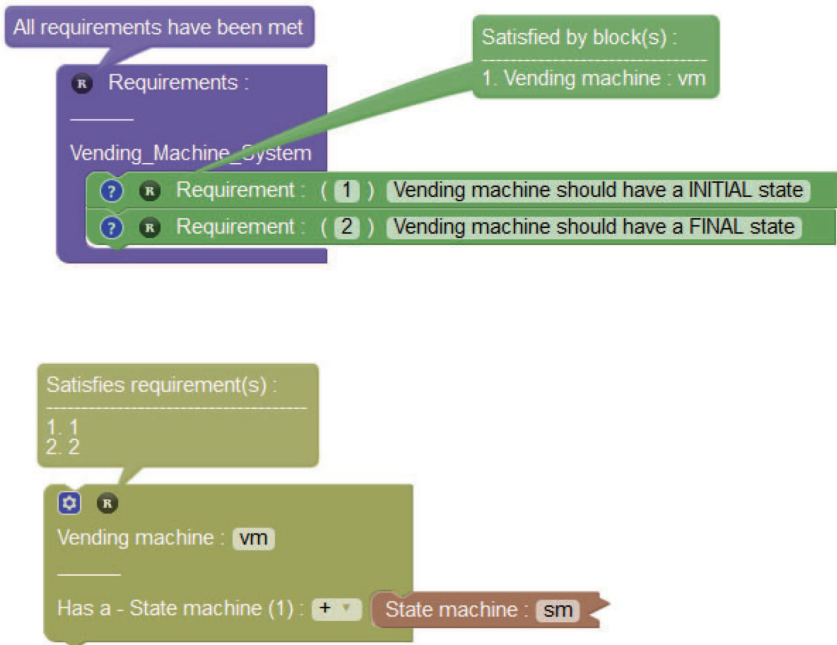 All requirements have been met
Satisfied by block(s) :
1. Vending machine : vm
R Requirements :
Vending_Machine_System
? R Requirement : ( 1 ) Vending machine should have a INITIAL state
? R Requirement : ( 2 ) Vending machine should have a FINAL state
Satisfies requirement(s) :
1. 1
2. 2
R
Vending machine : vm
Has a - State machine (1) : + ▾ State machine : sm